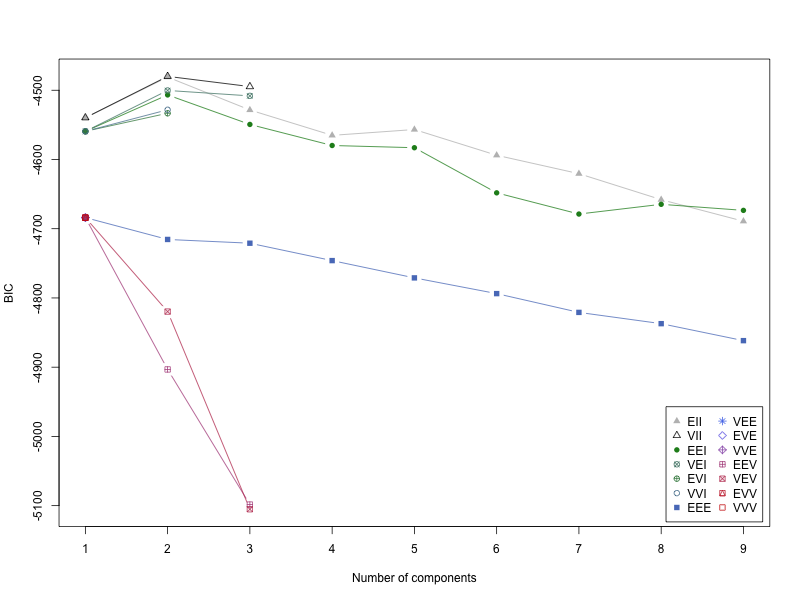 -4500
-4600
-4700
-4800
-4900
-5000
-5100
BIC
1 2 3 4 5 6 7 8 9
Number of components
EII VEE
VII EVE
EEI VVE
VEI EEV
EVI VEV
VVI EVV
EEE VVV